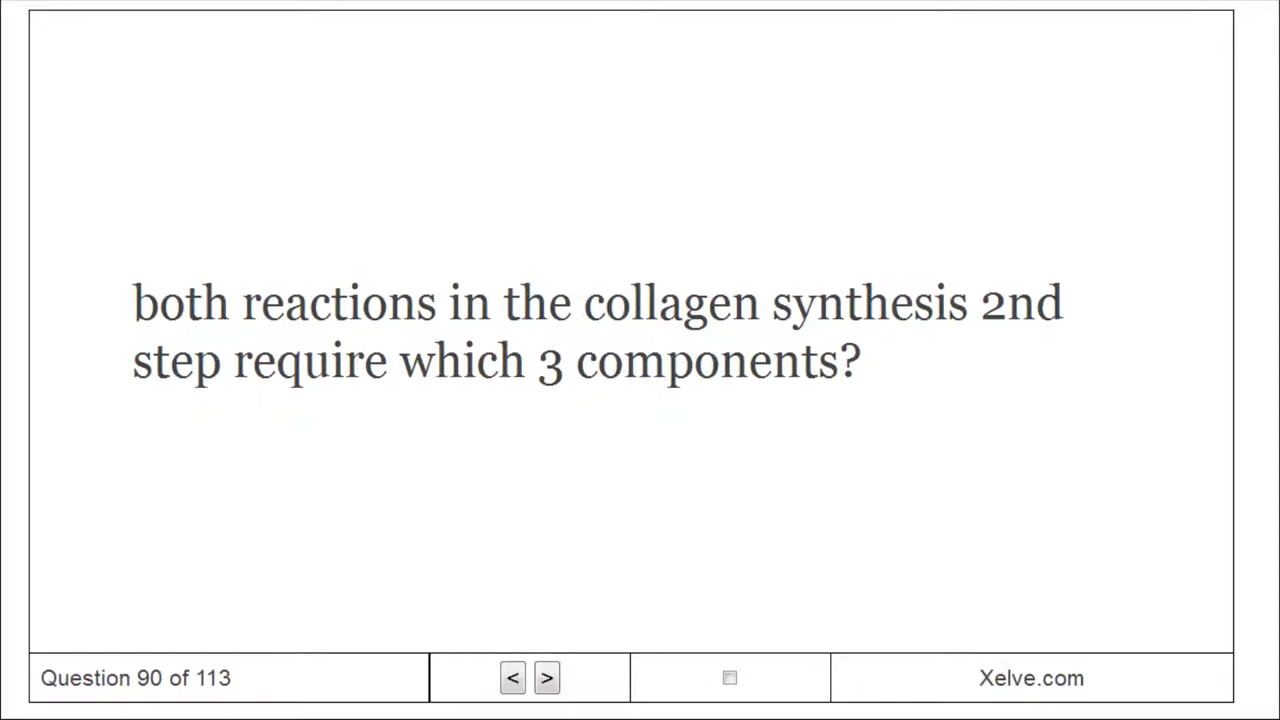 both reactions in the collagen synthesis 2nd
step require which 3 components?
Question 90 of 113
< >
Xelve.com